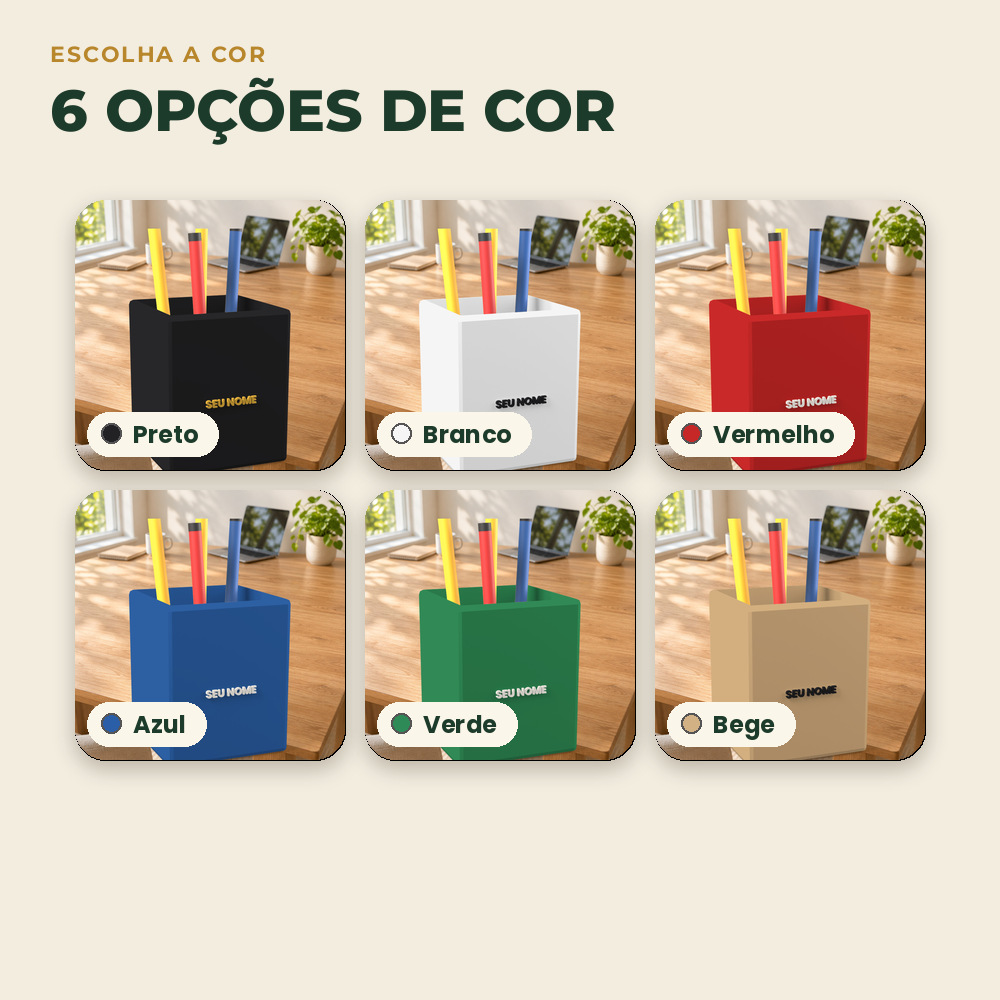 ESCOLHA A COR
6 OPÇÕES DE COR
SEU NOME
Preto
SEU NOME
Branco
SEU NOME
Vermelho
SEU NOME
Azul
SEU NOME
Verde
SEU NOME
Bege